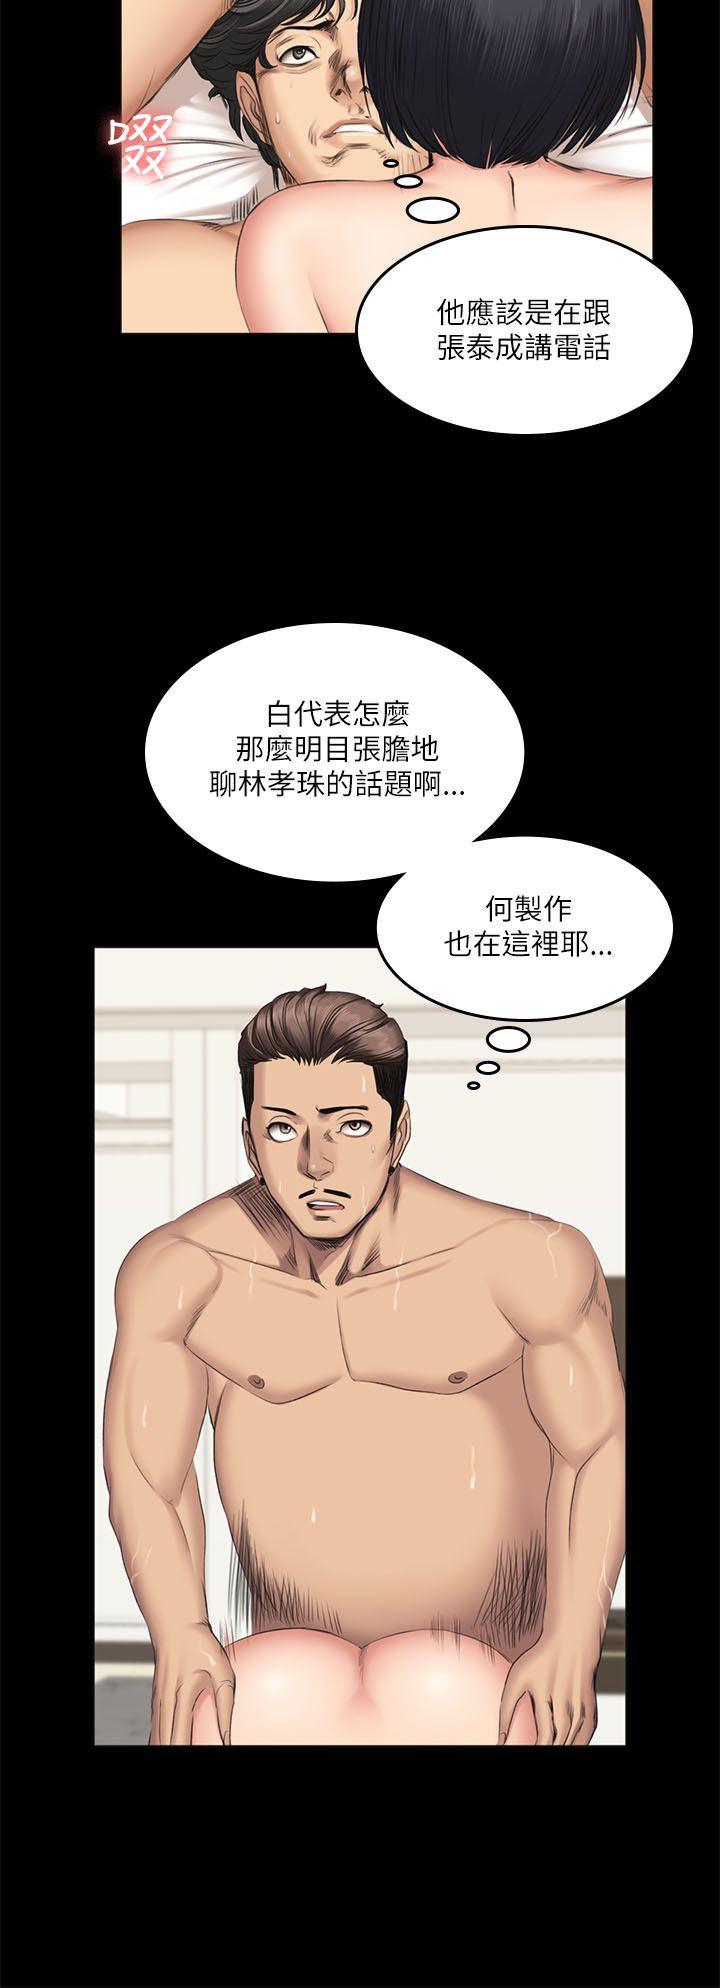 ㄉㄡㄡ
ㄡㄡ
他應該是在跟
張泰成講電話
白代表怎麼
那麼明目張膽地
聊林孝珠的話題啊...
何製作
也在這裡耶...